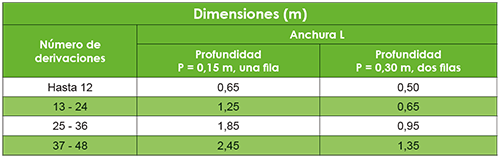 Dimensiones (m)
Número de
derivaciones
Anchura L
Profundidad
P = 0,15 m, una fila
Profundidad
P = 0,30 m, dos filas
Hasta 12 0,65 0,50
13 - 24 1,25 0,65
25 - 36 1,85 0,95
37 - 48 2,45 1,35